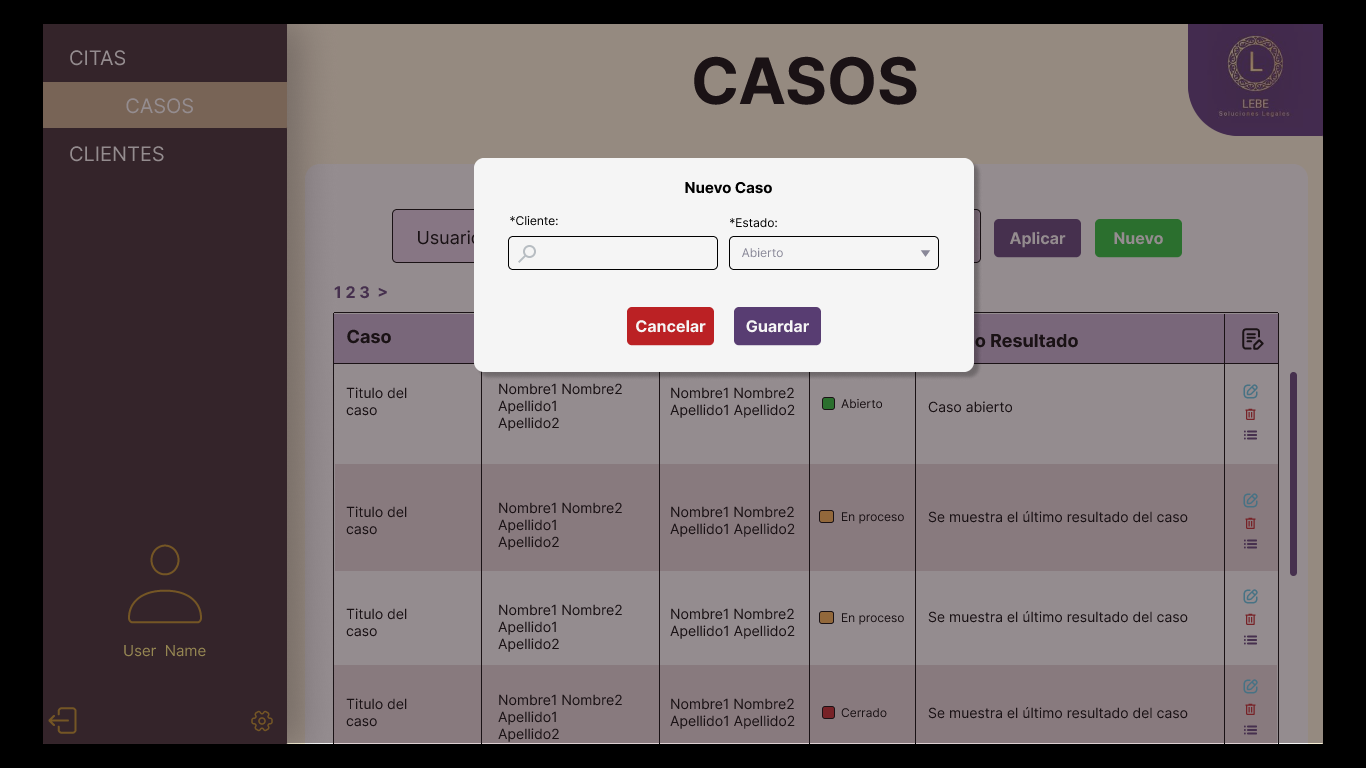 CITAS
CASOS
CLIENTES
User Name
CASOS
L
LEBE
Soluciones Legales
Nuevo Caso
*Cliente:
*Estado:
Abierto
Cancelar
Guardar
Aplicar
Nuevo
1 2 3 >
Caso
Resultado
Titulo del
caso
Nombre1 Nombre2
Apellido1
Apellido2
Nombre1 Nombre2
Apellido1 Apellido2
Abierto
Caso abierto
Titulo del
caso
Nombre1 Nombre2
Apellido1
Apellido2
Nombre1 Nombre2
Apellido1 Apellido2
En proceso
Se muestra el último resultado del caso
Titulo del
caso
Nombre1 Nombre2
Apellido1
Apellido2
Nombre1 Nombre2
Apellido1 Apellido2
En proceso
Se muestra el último resultado del caso
Titulo del
caso
Nombre1 Nombre2
Apellido1
Apellido2
Nombre1 Nombre2
Apellido1 Apellido2
Cerrado
Se muestra el último resultado del caso